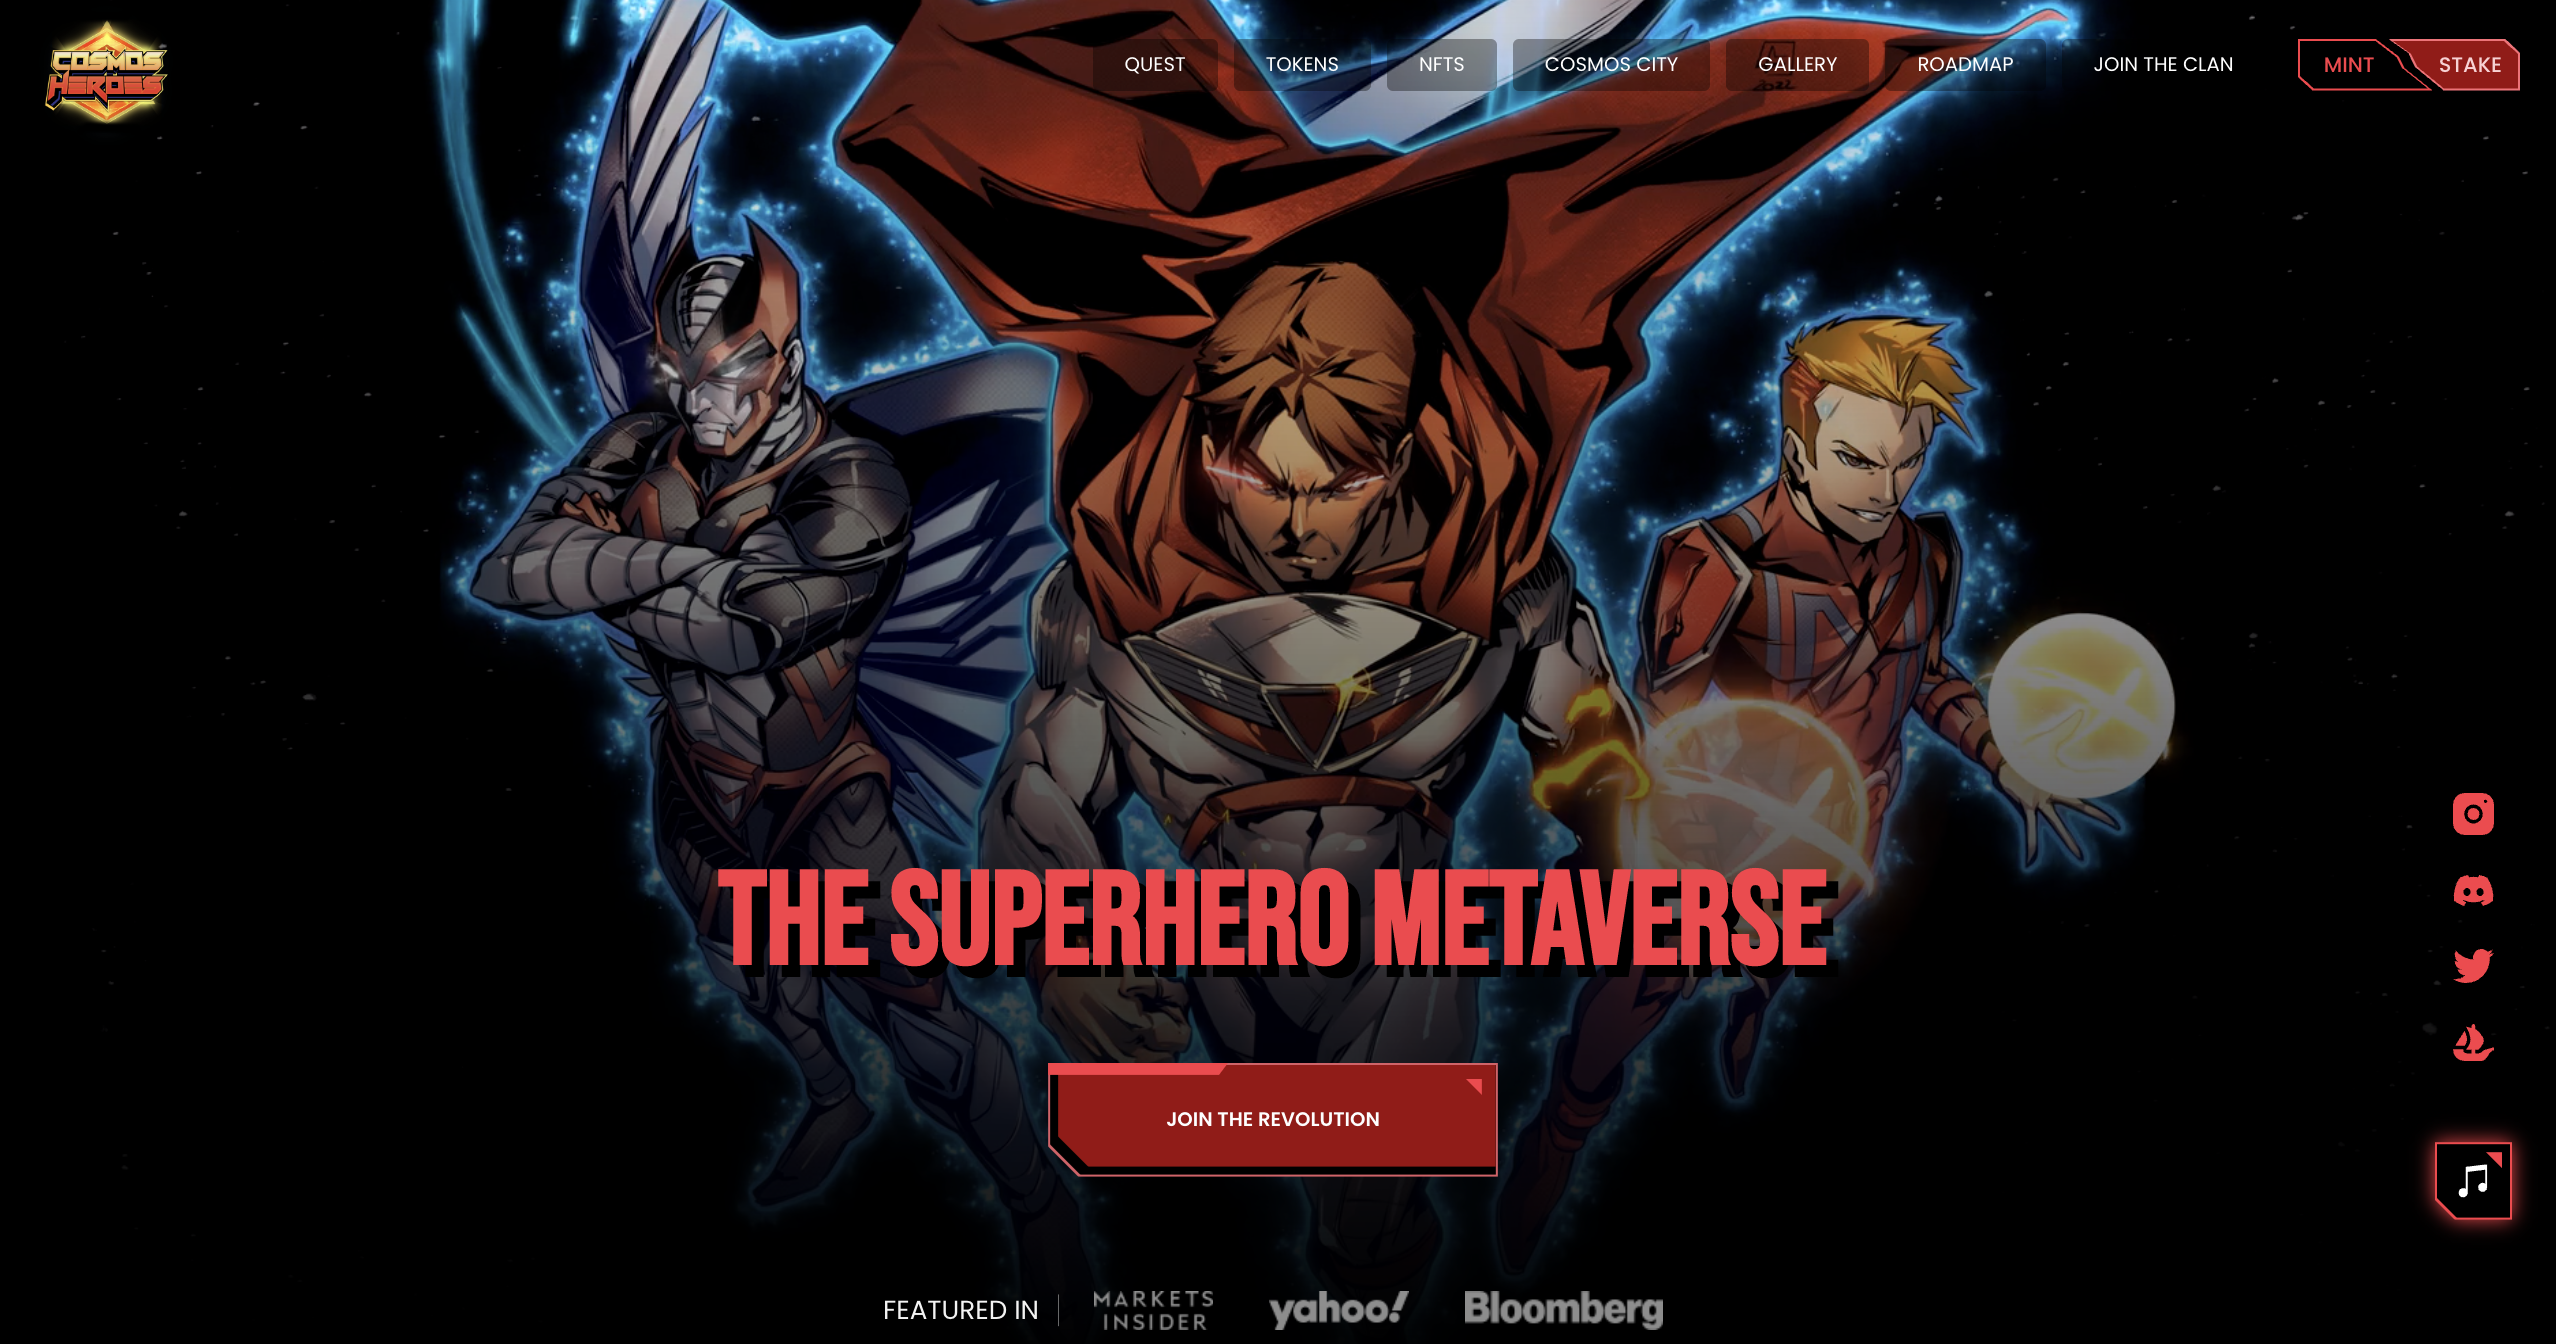 COSMOS
HEROES
QUEST
TOKENS
NFTS
COSMOS CITY
GALLERY
ROADMAP
JOIN THE CLAN
MINT
STAKE
2022
THE SUPERHERO METAVERSE
JOIN THE REVOLUTION
FEATURED IN
MARKETS
INSIDER
yahoo!
Bloomberg